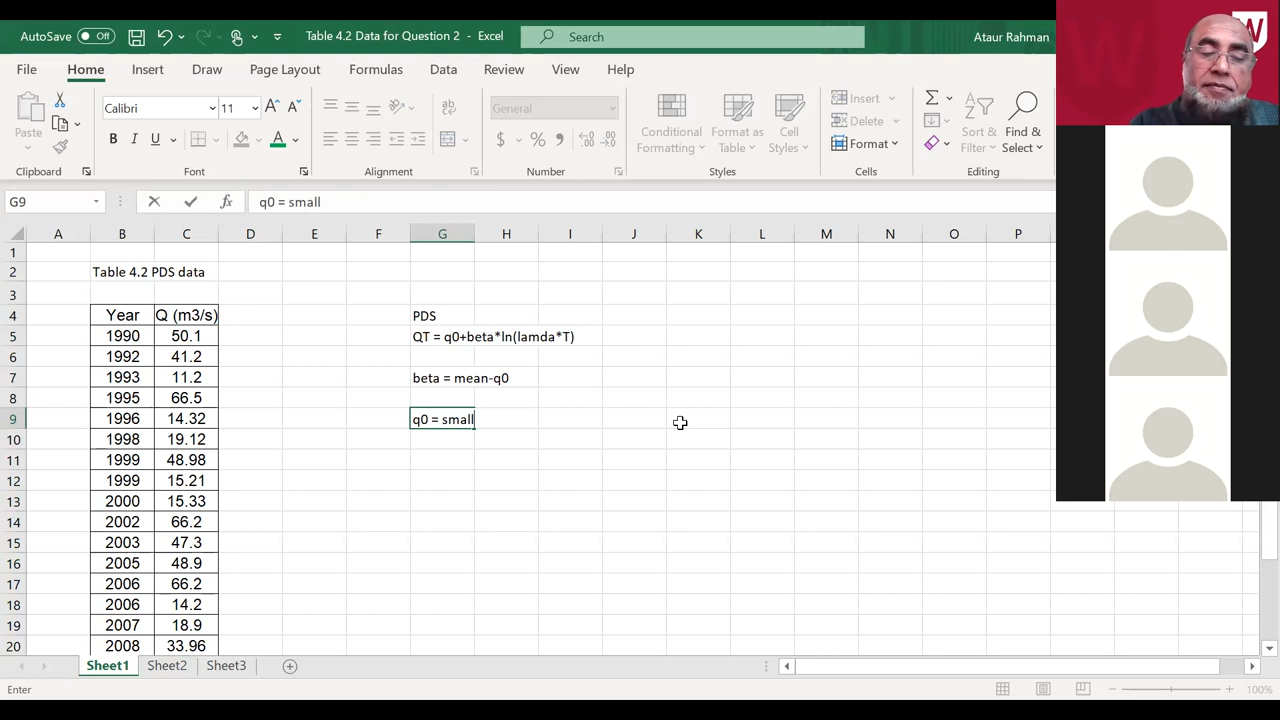 AutoSave Off Table 4.2 Data for Question 2 - Excel Search Ataur Rahman W
File Home Insert Draw Page Layout Formulas Data Review View Help
Paste Calibri 11 General Conditional Formatting Format as Table Cell Styles Insert Delete Format Sort & Filter Find & Select
Clipboard Font Alignment Number Styles Cells Editing
G9 fx q0 = small
A B C D E F G H I J K L M N O P
1
2 Table 4.2 PDS data
3
4 Year Q (m3/s) PDS
5 1990 50.1 QT = q0+beta*ln(lamda*T)
6 1992 41.2
7 1993 11.2 beta = mean-q0
8 1995 66.5
9 1996 14.32 q0 = small
10 1998 19.12
11 1999 48.98
12 1999 15.21
13 2000 15.33
14 2002 66.2
15 2003 47.3
16 2005 48.9
17 2006 66.2
18 2006 14.2
19 2007 18.9
20 2008 33.96
Sheet1 Sheet2 Sheet3
Enter 100%